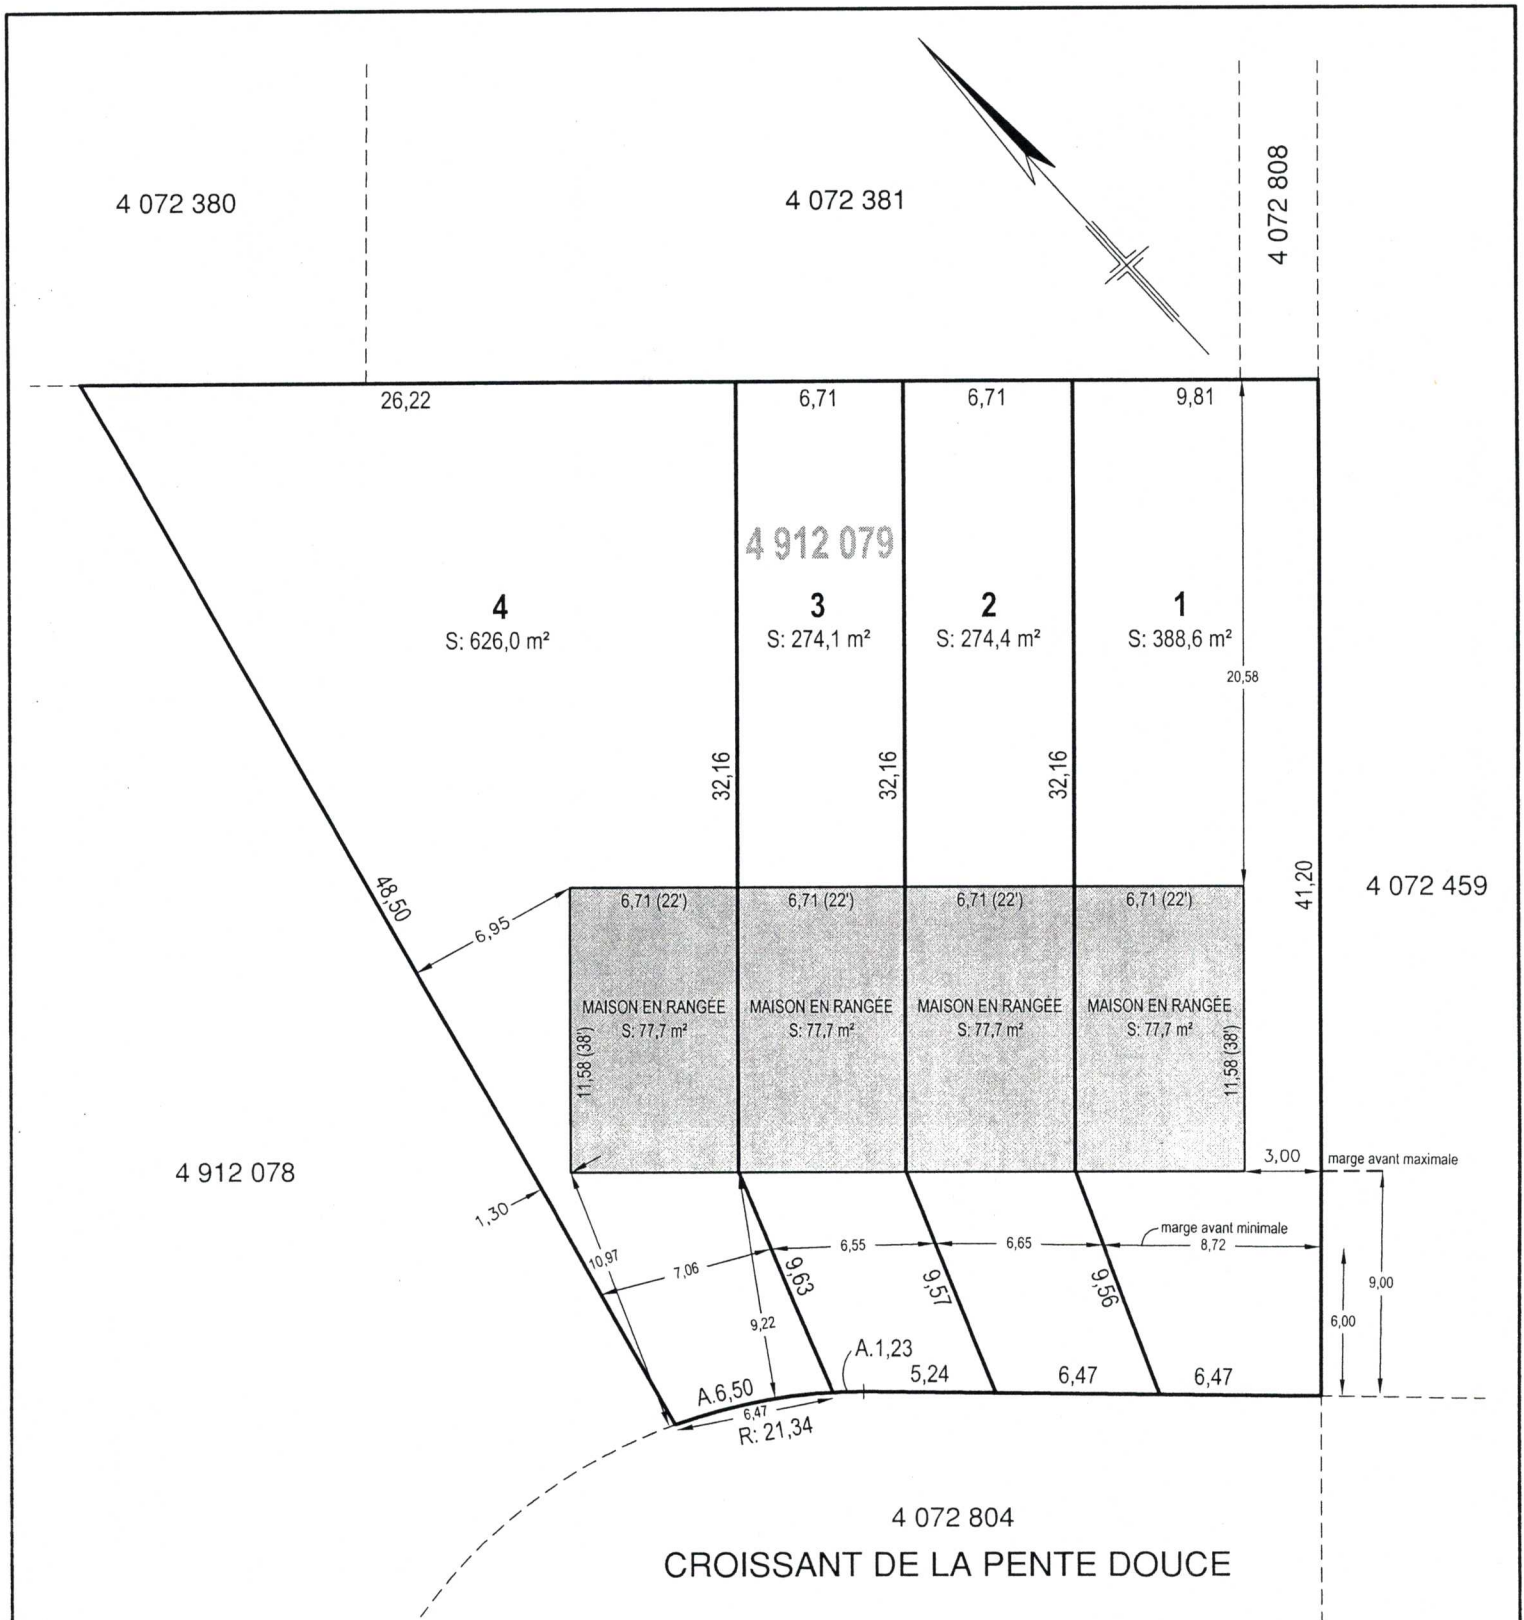 4 072 380
4 072 381
4 072 808
26,22
6,71
6,71
9,81
4 912 079
4
S: 626,0 m²
3
S: 274,1 m²
2
S: 274,4 m²
1
S: 388,6 m²
20,58
32,16
32,16
32,16
41,20
4 072 459
48,50
6,95
6,71 (22')
6,71 (22')
6,71 (22')
6,71 (22')
MAISON EN RANGÉE
S: 77,7 m²
MAISON EN RANGÉE
S: 77,7 m²
MAISON EN RANGÉE
S: 77,7 m²
MAISON EN RANGÉE
S: 77,7 m²
11,58 (38')
11,58 (38')
4 912 078
3,00
marge avant maximale
1,30
10,97
7,06
6,55
6,65
marge avant minimale
8,72
9,63
9,57
9,56
9,00
6,00
9,22
A.1,23
A.6,50
6,47
R: 21,34
5,24
6,47
6,47
4 072 804
CROISSANT DE LA PENTE DOUCE